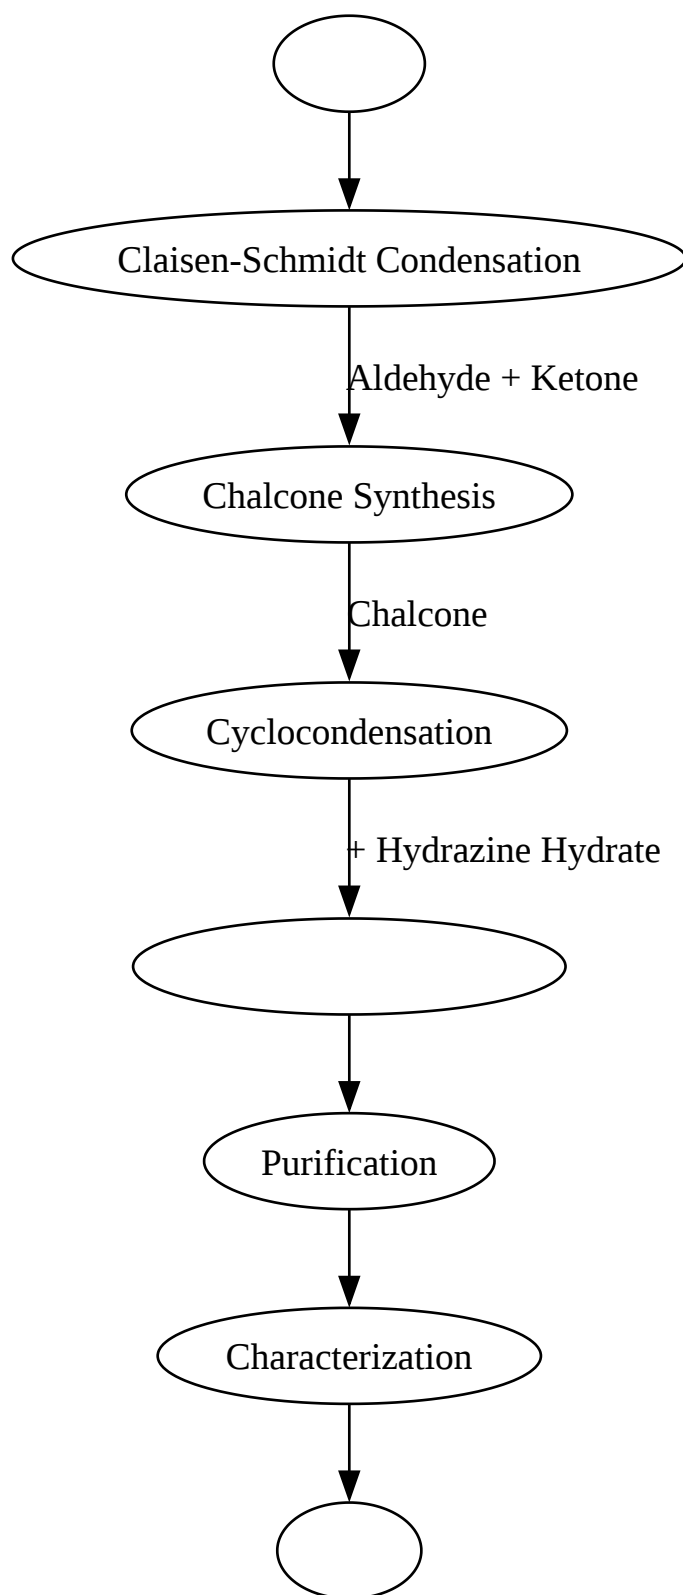 Claisen-Schmidt Condensation
Aldehyde + Ketone
Chalcone Synthesis
Chalcone
Cyclocondensation
+ Hydrazine Hydrate
Purification
Characterization